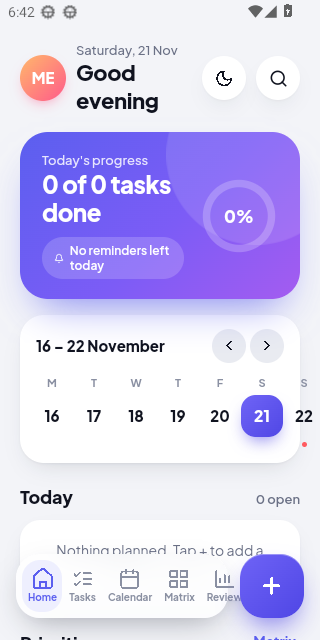 6:42
Saturday, 21 Nov
ME
Good
evening
Today's progress
0 of 0 tasks
done
0%
No reminders left
today
16 – 22 November
M T W T F S S
16 17 18 19 20 21 22
Today
0 open
Nothing planned. Tap + to add a
Home Tasks Calendar Matrix Review
+